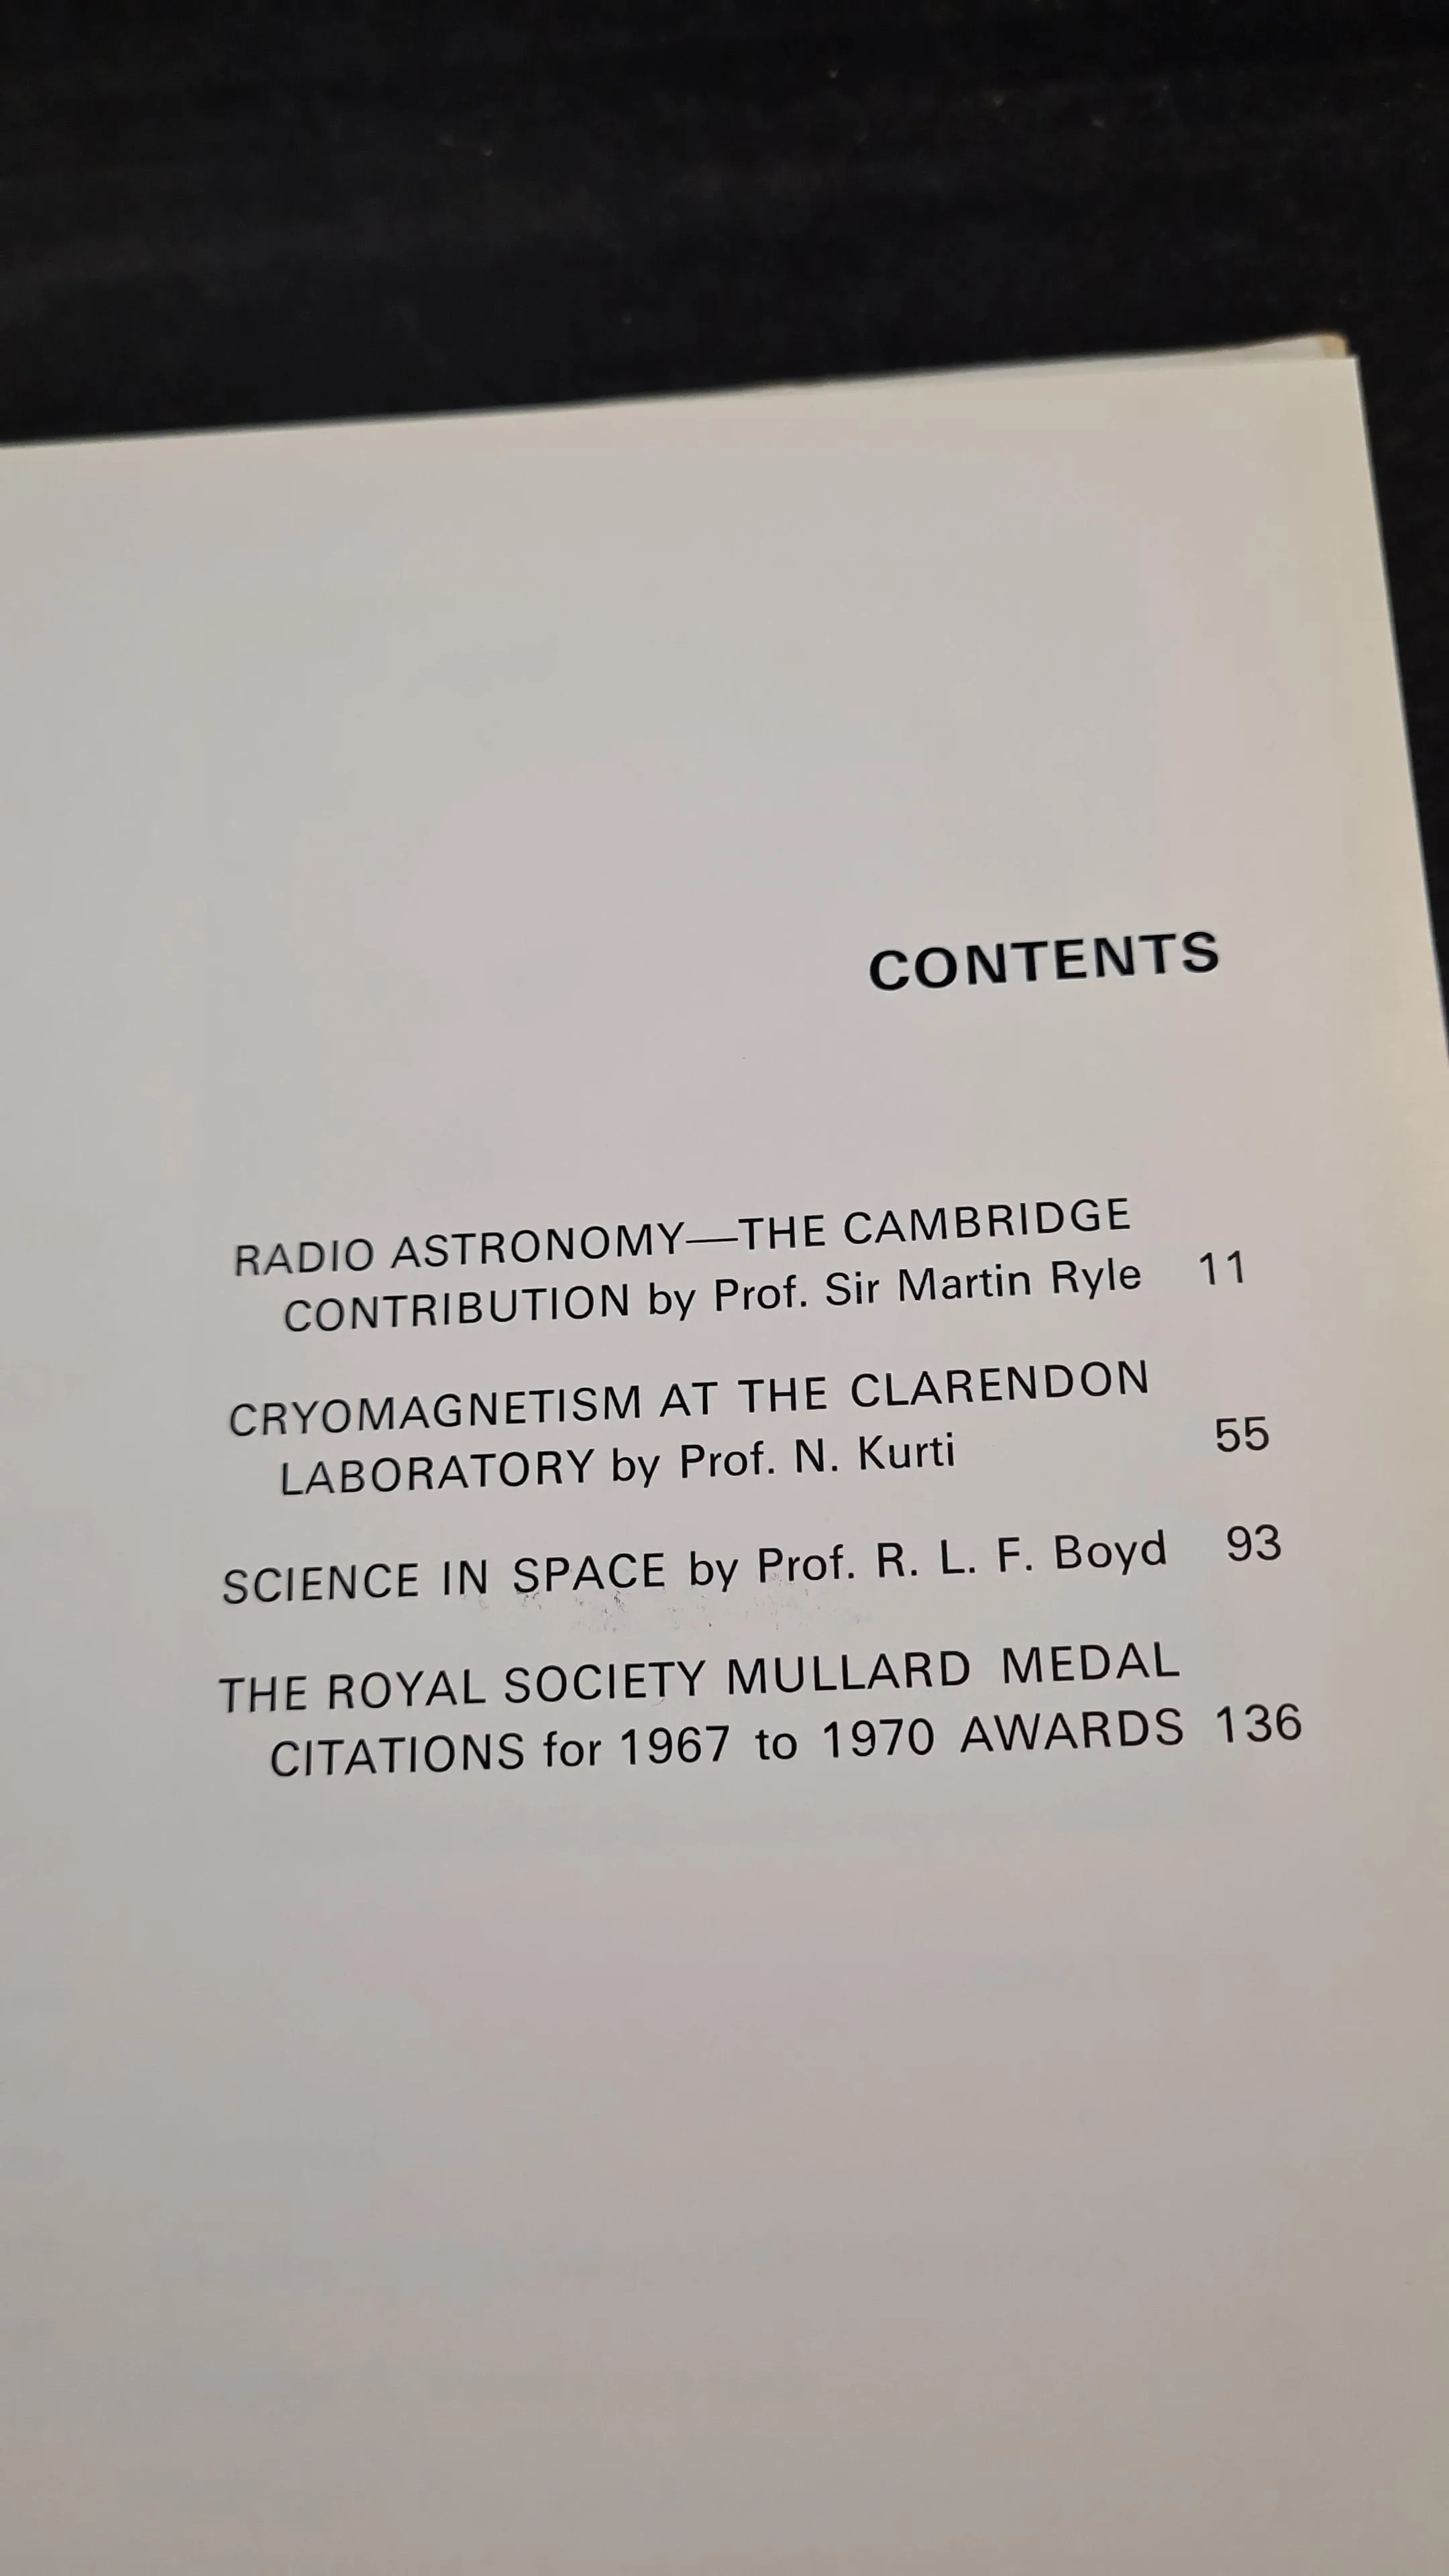 CONTENTS
RADIO ASTRONOMY—THE CAMBRIDGE
CONTRIBUTION by Prof. Sir Martin Ryle 11
CRYOMAGNETISM AT THE CLARENDON
LABORATORY by Prof. N. Kurti 55
SCIENCE IN SPACE by Prof. R. L. F. Boyd 93
THE ROYAL SOCIETY MULLARD MEDAL
CITATIONS for 1967 to 1970 AWARDS 136